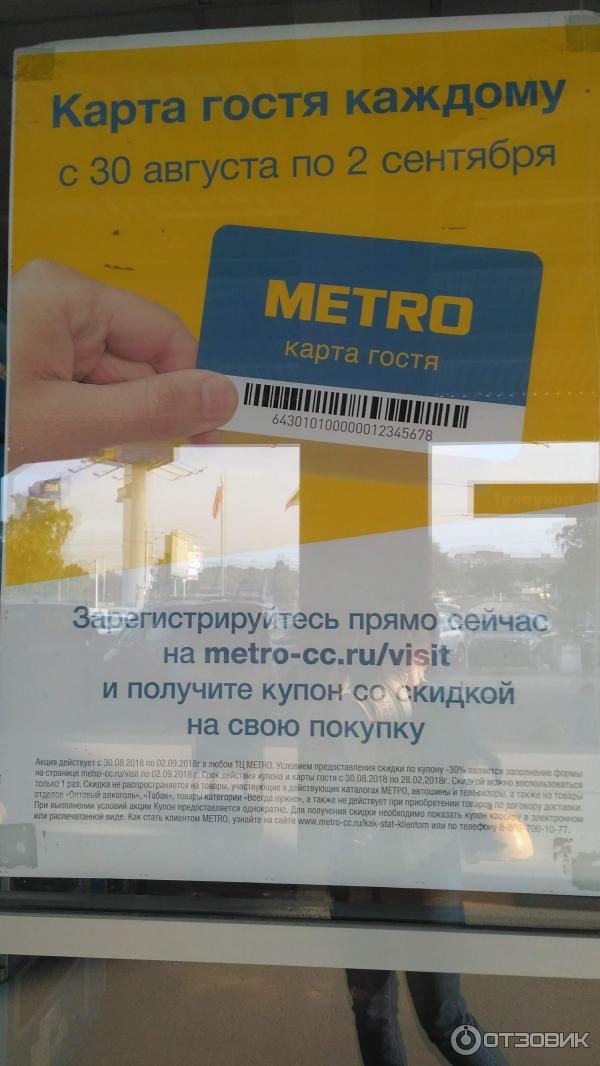 Карта гостя каждому
с 30 августа по 2 сентября
METRO
карта гостя
643010100000012345678
Зарегистрируйтесь прямо сейчас
на metro-cc.ru/visit
и получите купон со скидкой
на свою покупку
Акция действует с 30.08.2018 по 02.09.2018г в любом ТЦ METRO. Условием предоставления скидки по купону -30% является заполнение формы
на странице metro-cc.ru/visit по 02.09.2018 г. Срок действия купона и карты гостя с 30.08.2018 по 28.02.2018г. Скидкой можно воспользоваться
только 1 раз. Скидка не распространяется на товары, участвующие в действующих каталогах МЕТРО, автошины и телевизоры, а также на товары
отделов «Оптовый алкоголь», «Табак», товары категории «Всегда нужно», а также не действует при приобретении товаров по договору доставки.
При выполнении условий акции Купон предоставляется однократно. Для получения скидки необходимо показать купон кассиру в электронном
или распечатанной виде. Как стать клиентом METRO, узнайте на сайте www.metro-cc.ru/kak-stat-klientom или по телефону 8-800-700-10-77.
ОТЗОВИК